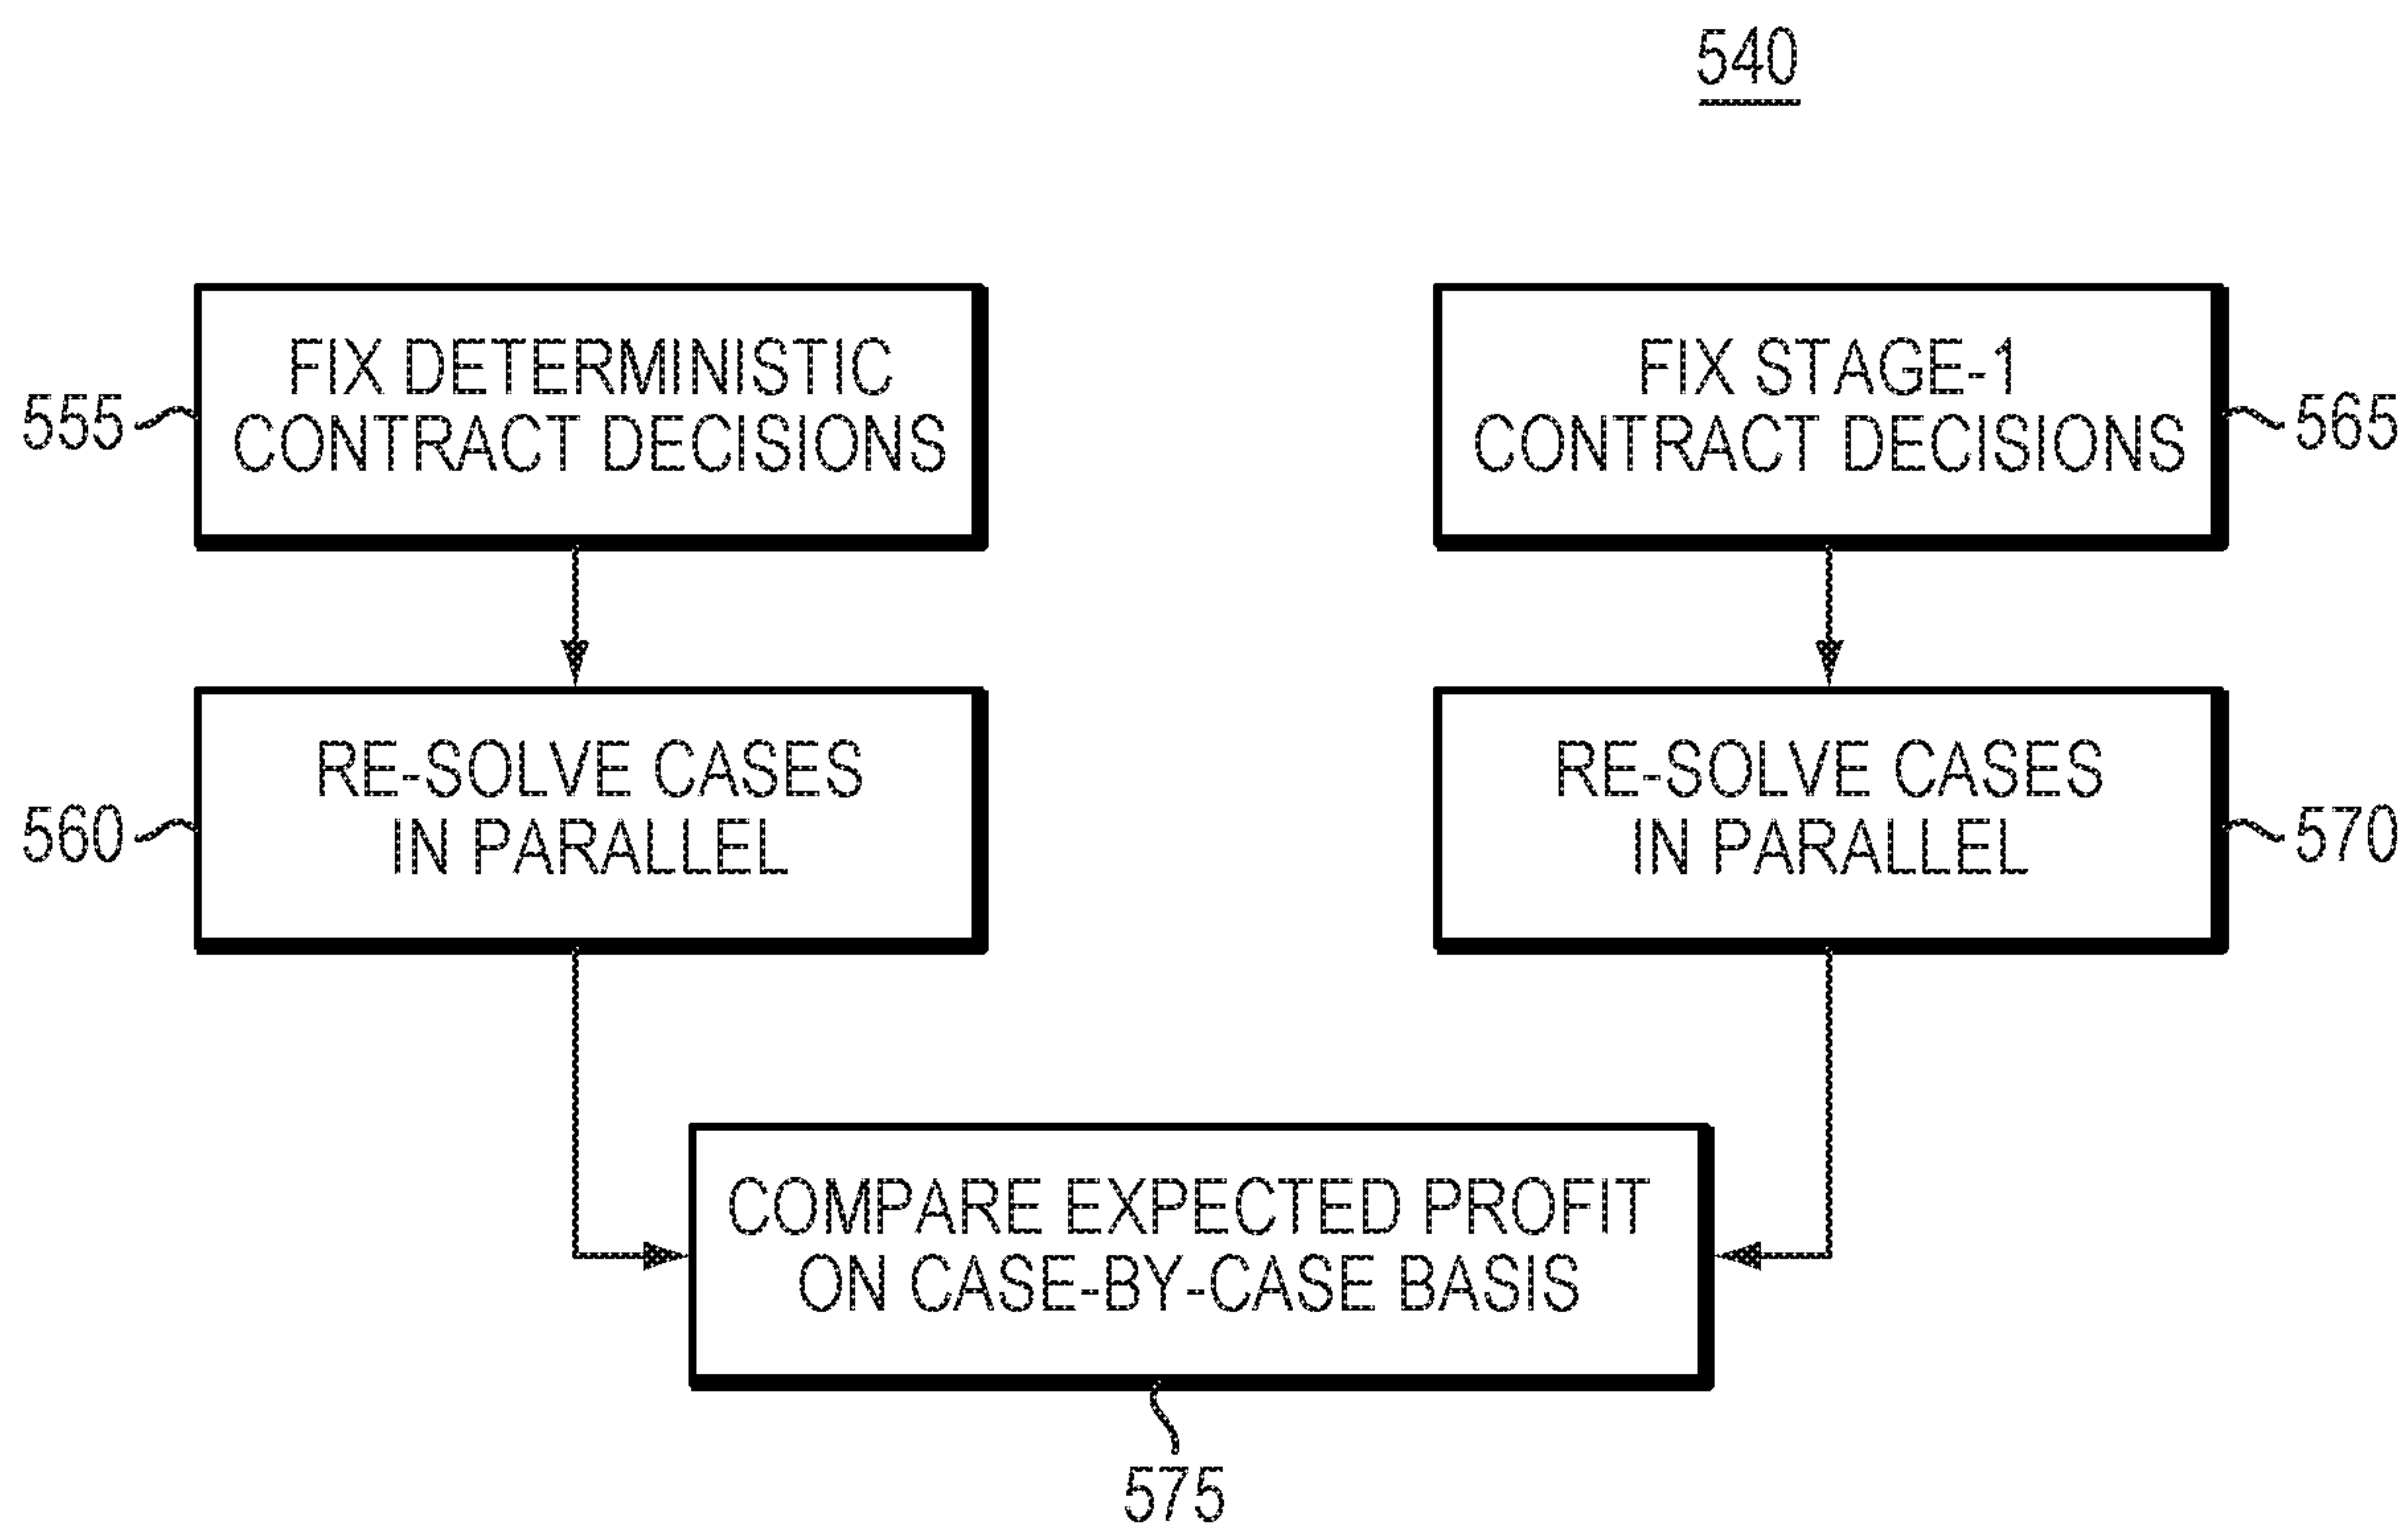 540
FIX DETERMINISTIC
CONTRACT DECISIONS
555
FIX STAGE-1
CONTRACT DECISIONS
565
RE-SOLVE CASES
IN PARALLEL
560
RE-SOLVE CASES
IN PARALLEL
570
COMPARE EXPECTED PROFIT
ON CASE-BY-CASE BASIS
575